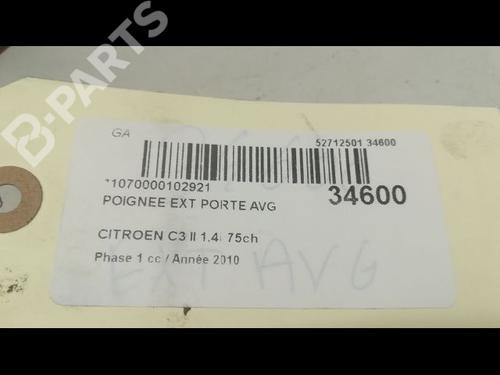 B-PARTS
GA
52712501 34600
*1070000102921
34600
POIGNEE EXT PORTE AVG
CITROEN C3 II 1.4i 75ch
Phase 1 cc / Année 2010
EXT AVG